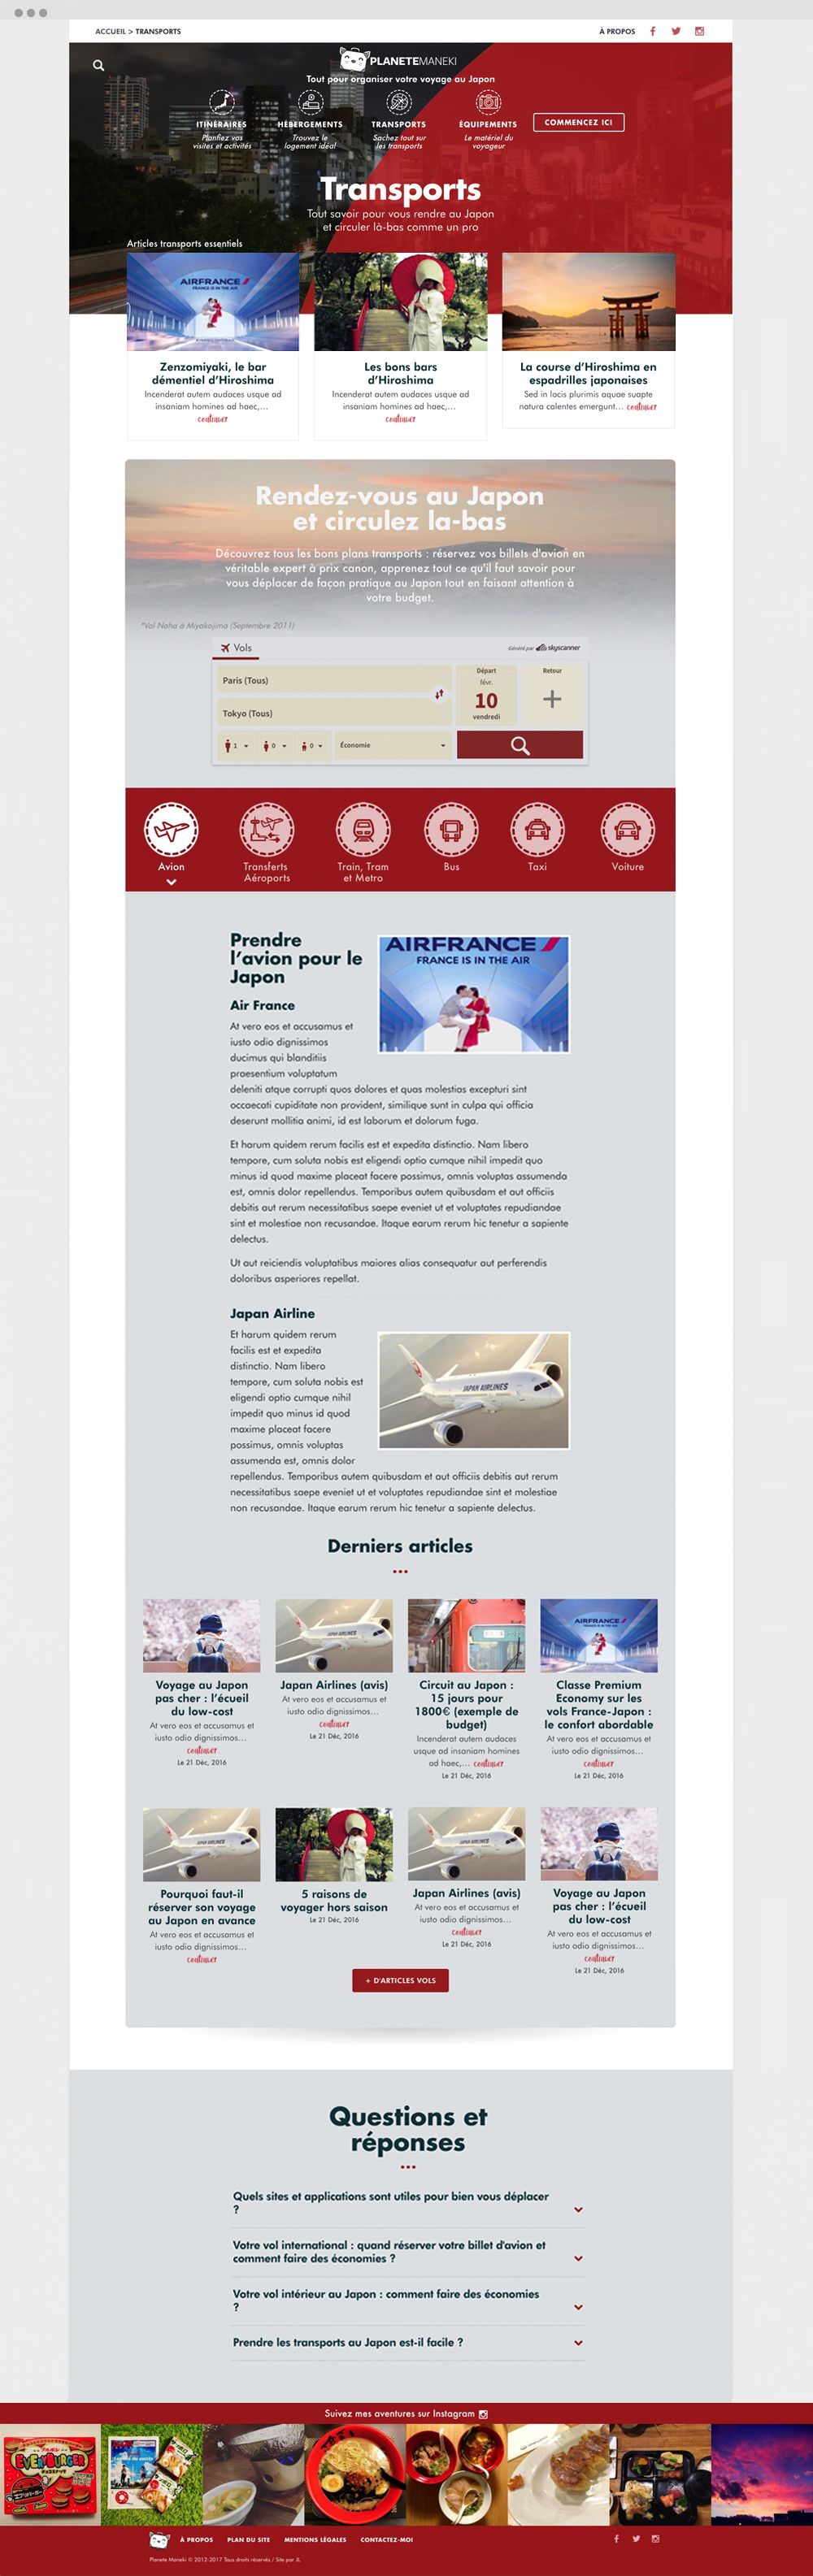 ACCUEIL > TRANSPORTS
À PROPOS
PLANETEMANEKI
Tout pour organiser votre voyage au Japon
ITINÉRAIRES
Planifiez vos
visites et activités
HÉBERGEMENTS
Trouvez le
logement idéal
TRANSPORTS
Sachez tout sur
les transports
ÉQUIPEMENTS
Le matériel du
voyageur
COMMENCEZ ICI
Transports
Tout savoir pour vous rendre au Japon
et circuler là-bas comme un pro
Articles transports essentiels
AIRFRANCE
FRANCE IS IN THE AIR
Zenzomiyaki, le bar
démentiel d'Hiroshima
Incenderat autem audaces usque ad
insaniam homines ad haec,...
continuer
Les bons bars
d'Hiroshima
Incenderat autem audaces usque ad
insaniam homines ad haec,...
continuer
La course d'Hiroshima en
espadrilles japonaises
Sed in locis plurimis aquae suapte
natura calentes emergunt... continuer
Rendez-vous au Japon
et circulez la-bas
Découvrez tous les bons plans transports : réservez vos billets d'avion en
véritable expert à prix canon, apprenez tout ce qu'il faut savoir pour
vous déplacer de façon pratique au Japon tout en faisant attention à
votre budget.
*Vol Naha à Miyakojima (Septembre 2011)
Vols
Généré par skyscanner
Paris (Tous)
Tokyo (Tous)
Départ
févr.
10
vendredi
Retour
+
1
0
0
Économie
Avion
Transferts
Aéroports
Train, Tram
et Metro
Bus
Taxi
Voiture
Prendre
l'avion pour le
Japon
AIRFRANCE
FRANCE IS IN THE AIR
Air France
At vero eos et accusamus et
iusto odio dignissimos
ducimus qui blanditiis
praesentium voluptatum
deleniti atque corrupti quos dolores et quas molestias excepturi sint
occaecati cupiditate non provident, similique sunt in culpa qui officia
deserunt mollitia animi, id est laborum et dolorum fuga.
Et harum quidem rerum facilis est et expedita distinctio. Nam libero
tempore, cum soluta nobis est eligendi optio cumque nihil impedit quo
minus id quod maxime placeat facere possimus, omnis voluptas assumenda
est, omnis dolor repellendus. Temporibus autem quibusdam et aut officiis
debitis aut rerum necessitatibus saepe eveniet ut et voluptates repudiandae
sint et molestiae non recusandae. Itaque earum rerum hic tenetur a sapiente
delectus.
Ut aut reiciendis voluptatibus maiores alias consequatur aut perferendis
doloribus asperiores repellat.
Japan Airline
JAPAN AIRLINES
Et harum quidem rerum
facilis est et expedita
distinctio. Nam libero
tempore, cum soluta nobis est
eligendi optio cumque nihil
impedit quo minus id quod
maxime placeat facere
possimus, omnis voluptas
assumenda est, omnis dolor
repellendus. Temporibus autem quibusdam et aut officiis debitis aut rerum
necessitatibus saepe eveniet ut et voluptates repudiandae sint et molestiae
non recusandae. Itaque earum rerum hic tenetur a sapiente delectus.
Derniers articles
Voyage au Japon
pas cher : l'écueil
du low-cost
At vero eos et accusamus et
iusto odio dignissimos...
continuer
Le 21 Déc, 2016
JAPAN AIRLINES
Japan Airlines (avis)
At vero eos et accusamus et
iusto odio dignissimos...
continuer
Le 21 Déc, 2016
Circuit au Japon :
15 jours pour
1800€ (exemple de
budget)
Incenderat autem audaces
usque ad insaniam homines
ad haec,... continuer
Le 21 Déc, 2016
AIRFRANCE
FRANCE IS IN THE AIR
Classe Premium
Economy sur les
vols France-Japon :
le confort abordable
At vero eos et accusamus et
iusto odio dignissimos...
continuer
Le 21 Déc, 2016
JAPAN AIRLINES
Pourquoi faut-il
réserver son voyage
au Japon en avance
At vero eos et accusamus et
iusto odio dignissimos...
continuer
5 raisons de
voyager hors saison
Le 21 Déc, 2016
JAPAN AIRLINES
Japan Airlines (avis)
At vero eos et accusamus et
iusto odio dignissimos...
continuer
Le 21 Déc, 2016
Voyage au Japon
pas cher : l'écueil
du low-cost
At vero eos et accusamus et
iusto odio dignissimos...
continuer
Le 21 Déc, 2016
+ D'ARTICLES VOLS
Questions et
réponses
Quels sites et applications sont utiles pour bien vous déplacer
?
Votre vol international : quand réserver votre billet d'avion et
comment faire des économies ?
Votre vol intérieur au Japon : comment faire des économies
?
Prendre les transports au Japon est-il facile ?
Suivez mes aventures sur Instagram
EVERYBURGER
À PROPOS
PLAN DU SITE
MENTIONS LÉGALES
CONTACTEZ-MOI
Planete Maneki © 2012-2017 Tous droits réservés / Site par JL